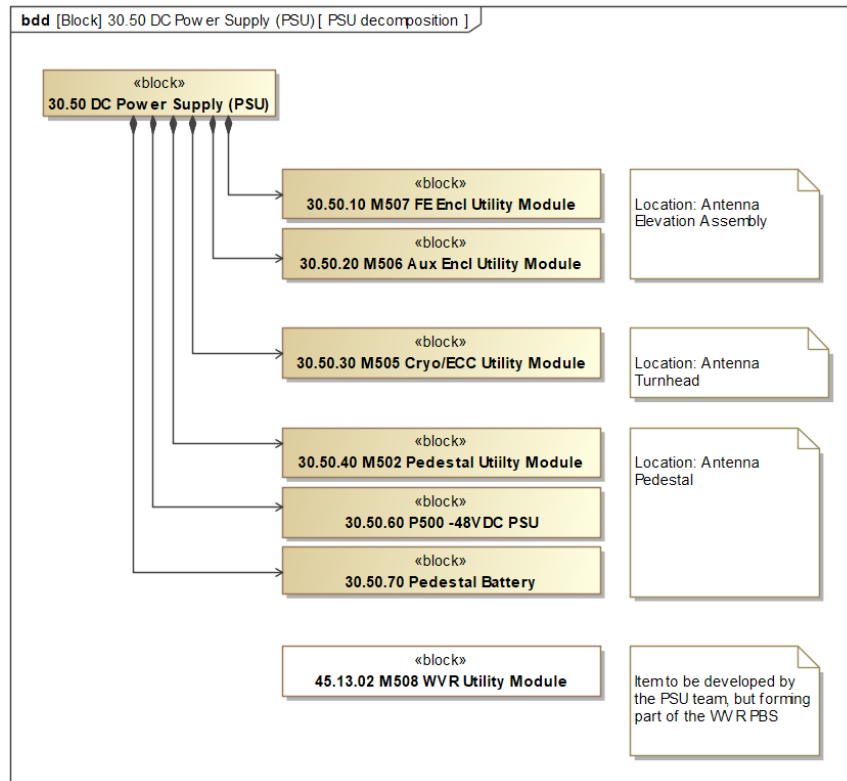 bdd [Block] 30.50 DC Power Supply (PSU) [ PSU decomposition ]
«block»
30.50 DC Power Supply (PSU)
«block»
30.50.10 M507 FE Encl Utility Module
«block»
30.50.20 M506 Aux Encl Utility Module
Location: Antenna
Elevation Assembly
«block»
30.50.30 M505 Cryo/ECC Utility Module
Location: Antenna
Turnhead
«block»
30.50.40 M502 Pedestal Utiilty Module
«block»
30.50.60 P500 -48VDC PSU
«block»
30.50.70 Pedestal Battery
Location: Antenna
Pedestal
«block»
45.13.02 M508 WVR Utility Module
Item to be developed by
the PSU team, but forming
part of the WVR PBS